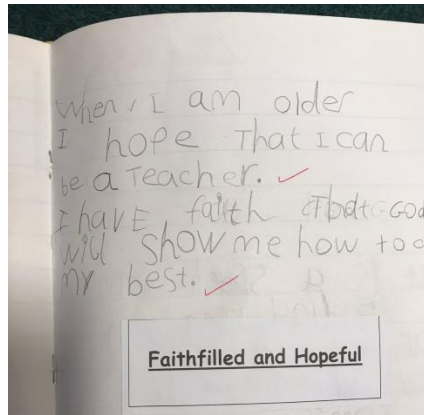 When I am older
I hope That I can
be a Teacher.
I havE faith That GOD
will Show me how to
my best.
Faithfilled and Hopeful